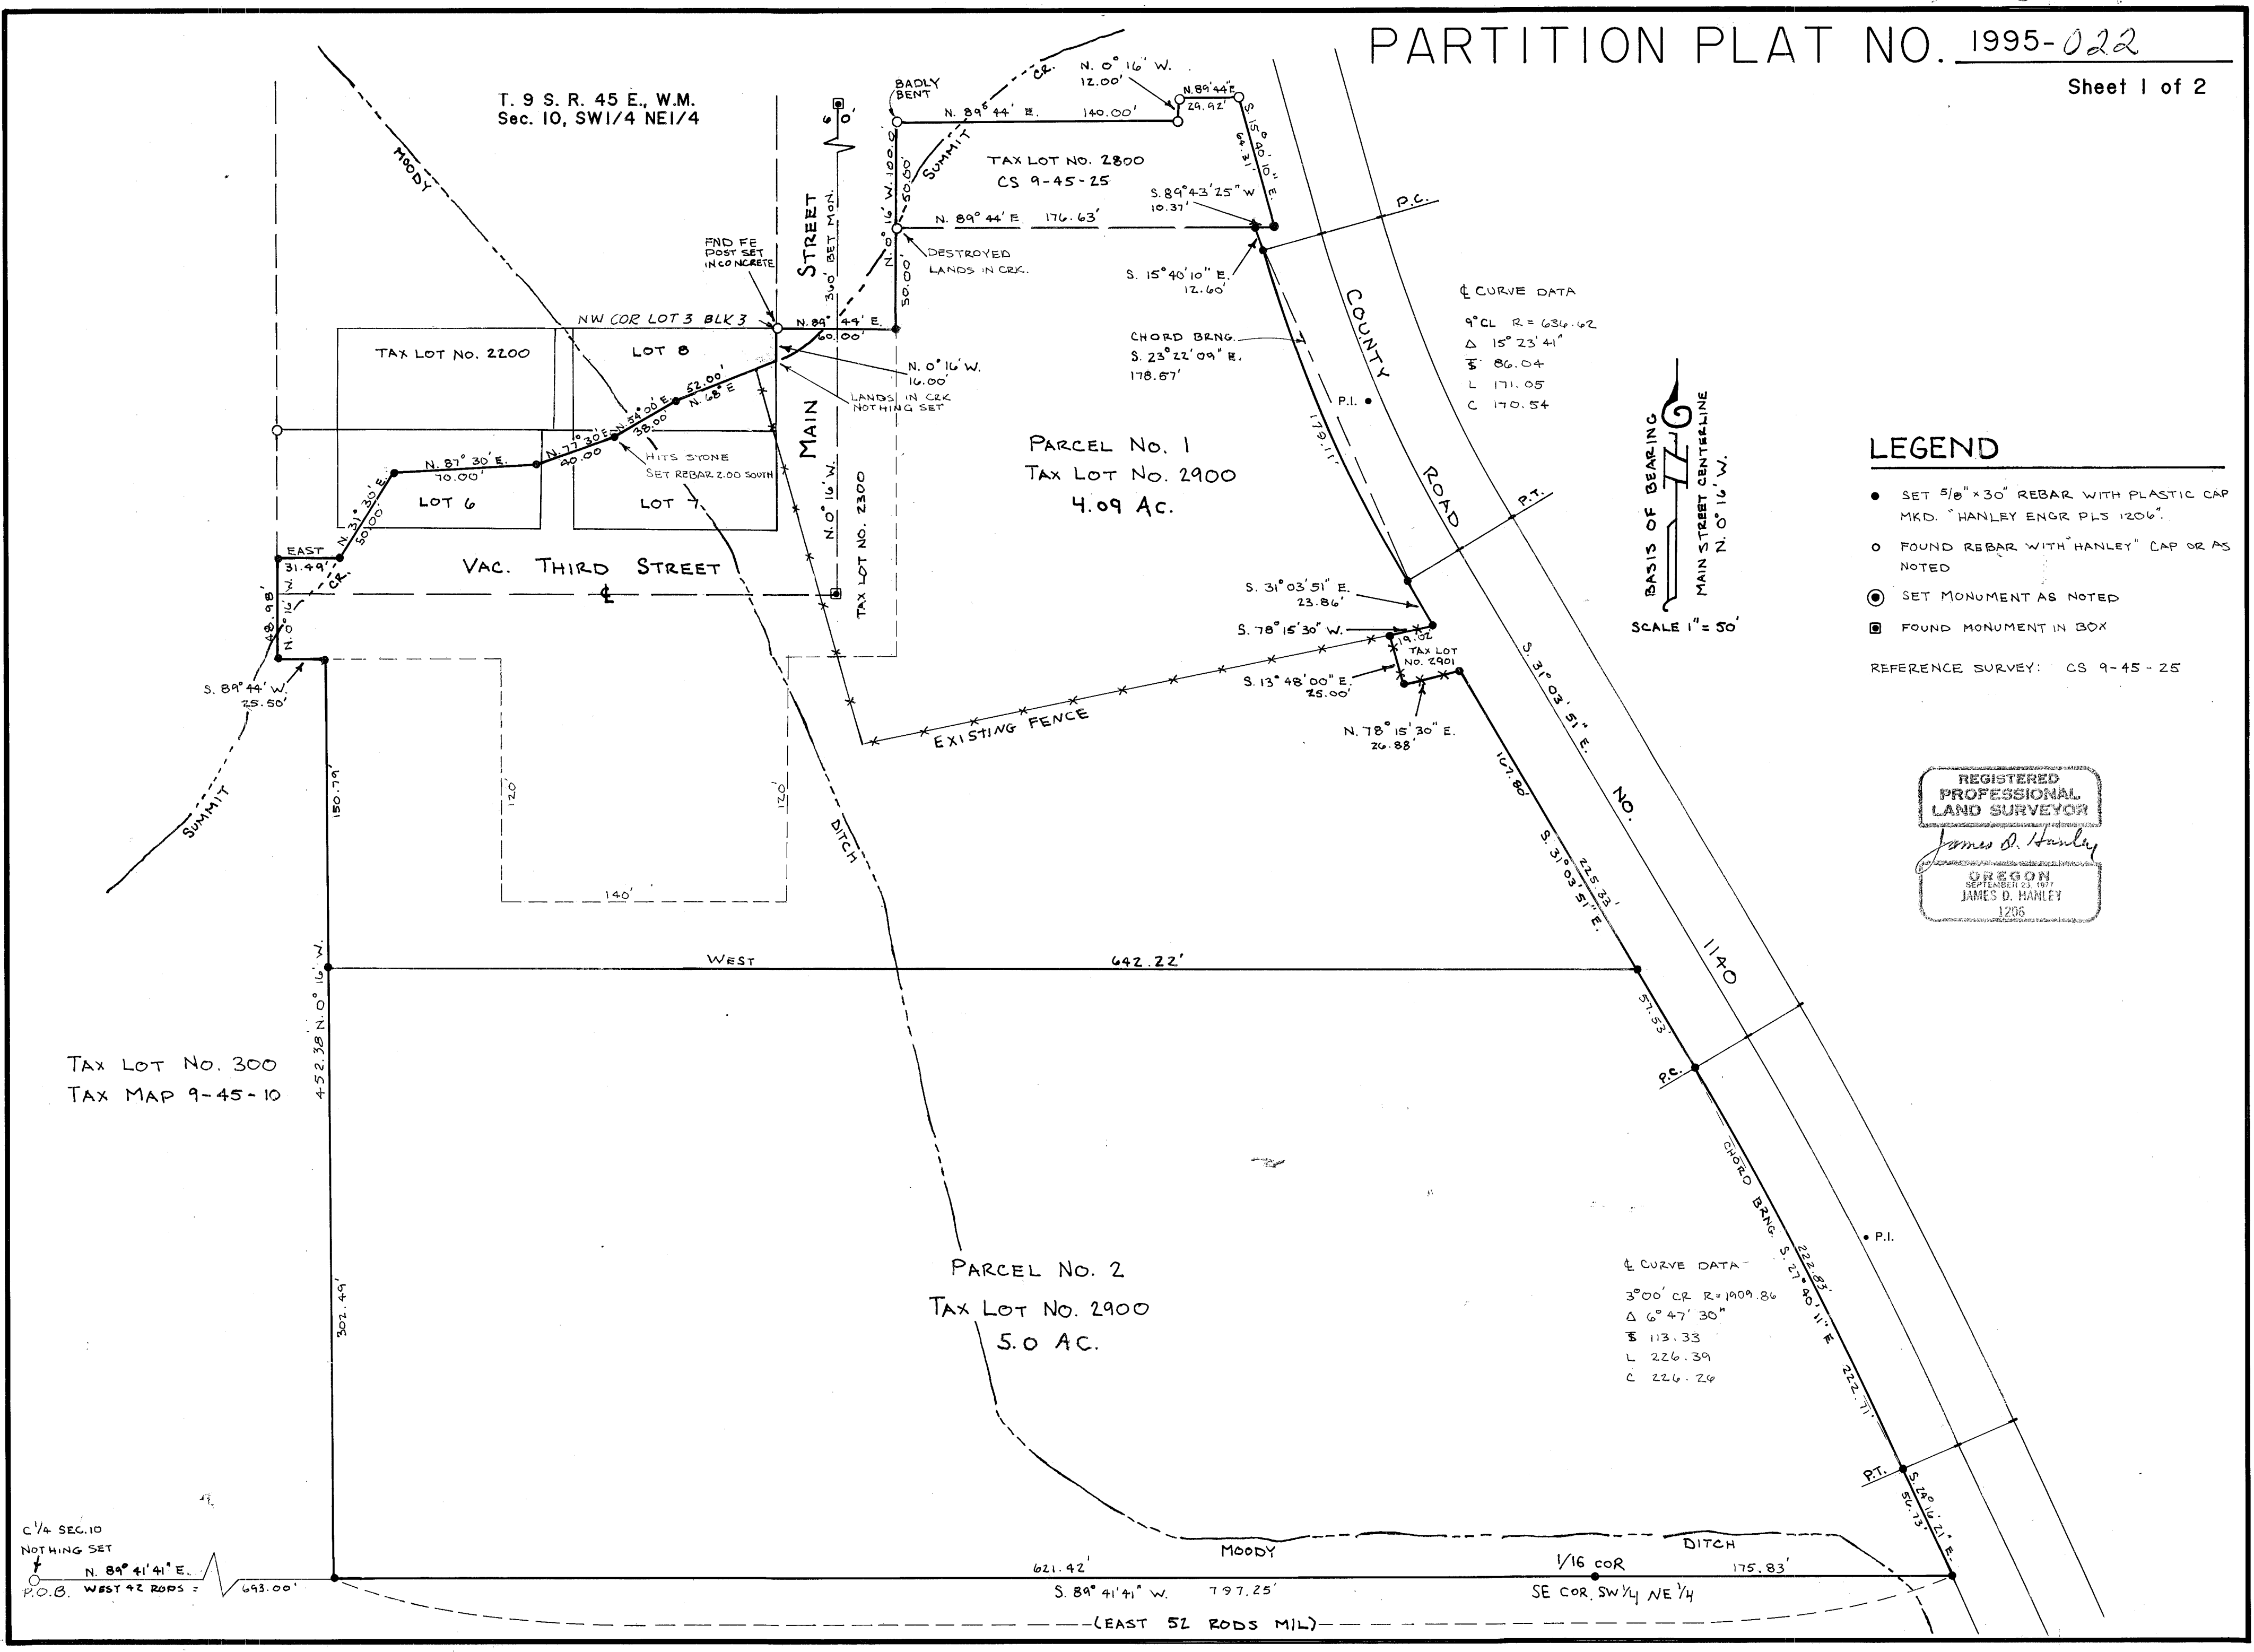 PARTITION PLAT NO. 1995-022
Sheet 1 of 2
T. 9 S. R. 45 E., W.M.
Sec. 10, SW1/4 NE1/4
MOODY
SUMMIT
CR.
BADLY
BENT
N. 0° 16' W.
12.00'
N. 89° 44' E. 140.00'
N. 89° 44' E
29.92'
S. 15° 40' 10" E.
64.31'
TAX LOT NO. 2800
CS 9-45-25
S. 89° 43' 25" W
10.37'
N. 89° 44' E. 176.63'
N. 0° 16' W. 100.0
50.00'
50.00'
DESTROYED
LANDS IN CRK.
S. 15° 40' 10" E.
12.60'
P.C.
60'
MAIN STREET
360' BET MON.
N. 0° 16' W.
FND FE
POST SET
IN CONCRETE
NW COR LOT 3 BLK 3
N. 89° 44' E.
60.00'
N. 0° 16' W.
16.00'
LANDS IN CRK
NOTHING SET
TAX LOT NO. 2200
LOT 8
52.00'
N. 68° E
N. 54° 00' E.
38.00'
N. 77° 30' E.
40.00'
N. 87° 30' E.
70.00'
HITS STONE
SET REBAR 2.00 SOUTH
LOT 6
LOT 7
N. 31° 30' E.
50.00'
EAST
31.49'
CR.
VAC. THIRD STREET
℄
TAX LOT NO. 2300
48.98'
N. 0° 16' W.
S. 89° 44' W.
25.50'
SUMMIT
CHORD BRNG.
S. 23° 22' 09" E.
178.57'
179.11'
PARCEL NO. 1
TAX LOT NO. 2900
4.09 AC.
P.I.
P.T.
COUNTY ROAD NO. 1140
℄ CURVE DATA
9° CL R = 636.62
Δ 15° 23' 41"
T 86.04
L 171.05
C 170.54
BASIS OF BEARING
MAIN STREET CENTERLINE
N. 0° 16' W.
SCALE 1" = 50'
LEGEND
SET 5/8" x 30" REBAR WITH PLASTIC CAP
MKD. "HANLEY ENGR PLS 1206".
FOUND REBAR WITH "HANLEY" CAP OR AS
NOTED
SET MONUMENT AS NOTED
FOUND MONUMENT IN BOX
REFERENCE SURVEY: CS 9-45-25
S. 31° 03' 51" E.
23.86'
S. 78° 15' 30" W.
19.02'
TAX LOT
NO. 2901
S. 13° 48' 00" E.
25.00'
N. 78° 15' 30" E.
26.88'
EXISTING FENCE
S. 31° 03' 51" E.
167.80'
225.33'
S. 31° 03' 51" E.
150.79'
120'
120'
140'
DITCH
REGISTERED
PROFESSIONAL
LAND SURVEYOR
James D. Hanley
OREGON
SEPTEMBER 23, 1977
JAMES D. HANLEY
1206
WEST 642.22'
57.53'
P.C.
452.38' N. 0° 16' W.
TAX LOT NO. 300
TAX MAP 9-45-10
302.49'
PARCEL NO. 2
TAX LOT NO. 2900
5.0 AC.
CHORD BRNG. S. 27° 40' 11" E 222.71'
222.83'
P.I.
℄ CURVE DATA
3° 00' CR R = 1909.86
Δ 6° 47' 30"
T 113.33
L 226.39
C 226.26
P.T.
S. 24° 16' 21" E.
56.73'
C 1/4 SEC. 10
NOTHING SET
P.O.B.
N. 89° 41' 41" E.
WEST 42 RODS = 693.00'
MOODY
DITCH
621.42'
1/16 COR
175.83'
S. 89° 41' 41" W. 797.25'
SE COR. SW 1/4 NE 1/4
(EAST 52 RODS M/L)